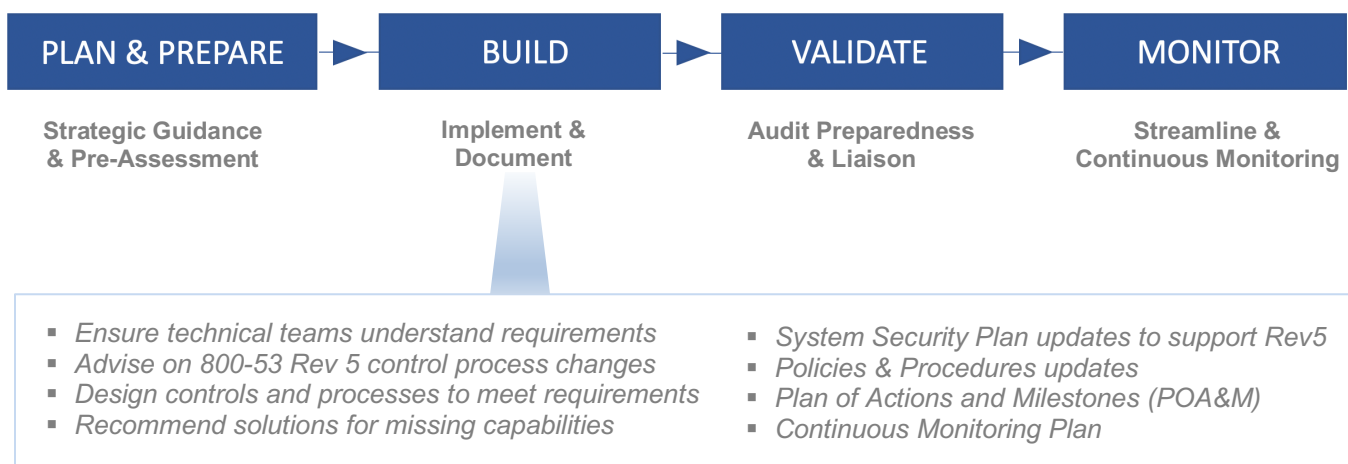 PLAN & PREPARE
BUILD
VALIDATE
MONITOR
Strategic Guidance
& Pre-Assessment
Implement &
Document
Audit Preparedness
& Liaison
Streamline &
Continuous Monitoring
▪ Ensure technical teams understand requirements
▪ Advise on 800-53 Rev 5 control process changes
▪ Design controls and processes to meet requirements
▪ Recommend solutions for missing capabilities
▪ System Security Plan updates to support Rev5
▪ Policies & Procedures updates
▪ Plan of Actions and Milestones (POA&M)
▪ Continuous Monitoring Plan